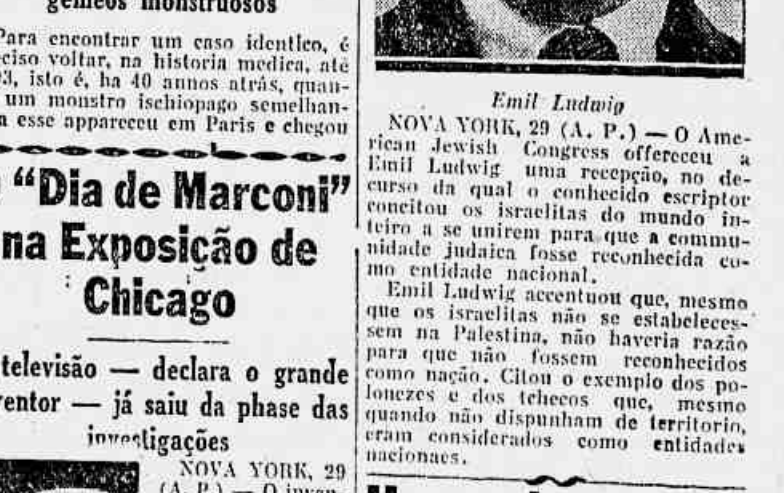 gemeos monstruosos
Para encontrar um caso identico, é
ciso voltar, na historia medica, até
3, isto é, ha 40 annos atrás, quan-
um monstro ischiopago semelhan-
a esse appareceu em Paris e chegou
“Dia de Marconi”
na Exposição de
Chicago
televisão — declara o grande
ventor — já saiu da phase das
investigações
NOVA YORK, 29
(A. P.) — O inven-
Emil Ludwig
NOVA YORK, 29 (A. P.) — O Ame-
rican Jewish Congress offereceu a
Emil Ludwig uma recepção, no de-
curso da qual o conhecido escriptor
concitou os israelitas do mundo in-
teiro a se unirem para que a commu-
nidade judaica fosse reconhecida co-
mo entidade nacional.
Emil Ludwig accentuou que, mesmo
que os israelitas não se estabeleces-
sem na Palestina, não haveria razão
para que não fossem reconhecidos
como nação. Citou o exemplo dos po-
lonezes e dos tchecos que, mesmo
quando não dispunham de territorio,
eram considerados como entidades
nacionaes.